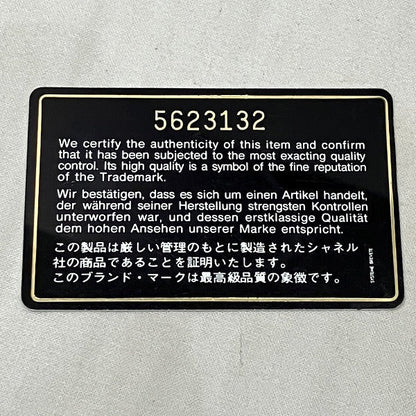 5623132
We certify the authenticity of this item and confirm
that it has been subjected to the most exacting quality
control. Its high quality is a symbol of the fine reputation
of the Trademark.
Wir bestätigen, dass es sich um einen Artikel handelt,
der während seiner Herstellung strengsten Kontrollen
unterworfen war, und dessen erstklassige Qualität
dem hohen Ansehen unserer Marke entspricht.
この製品は厳しい管理のもとに製造されたシャネル
社の商品であることを証明いたします。
このブランド・マークは最高級品質の象徴です。